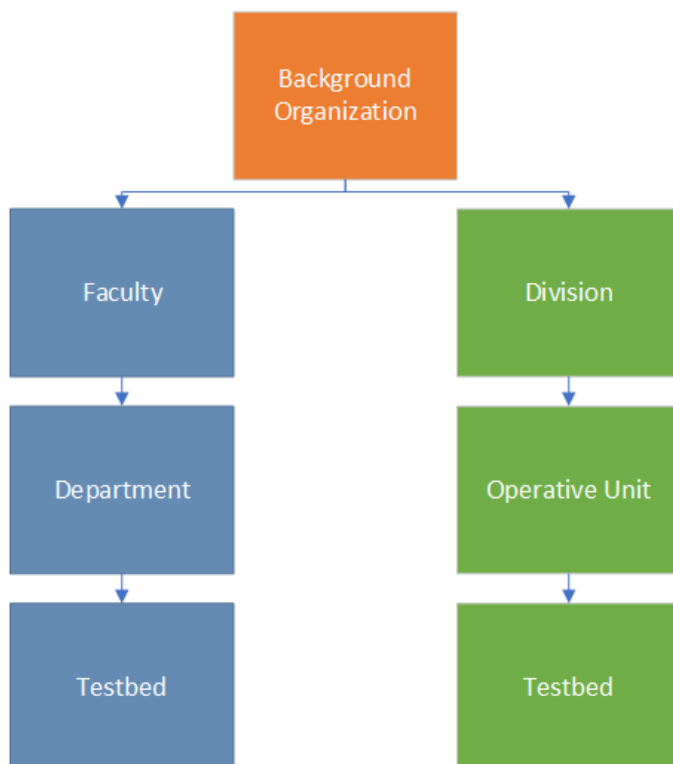 Background
Organization
Faculty
Division
Department
Operative Unit
Testbed
Testbed